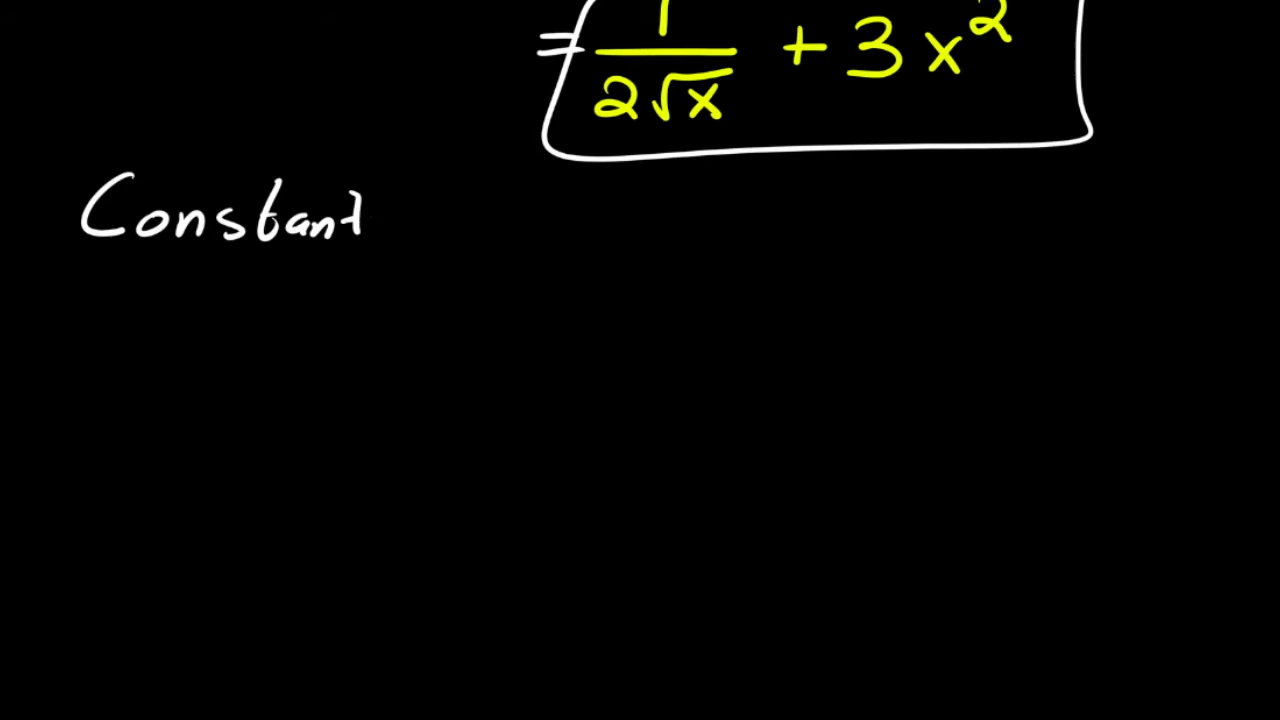 = 1/(2√x) + 3x²
Constant